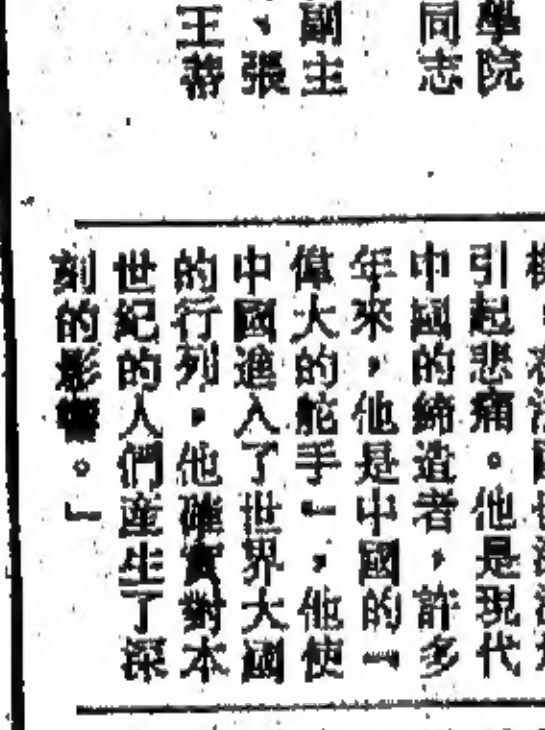 學院
同志
副主
，張
王蒂
引起悲痛。他是現代
中國的締造者，許多
年來，他是中國的「
偉大的舵手」，他使
中國進入了世界大國
的行列，他確實對本
世紀的人們產生了深
刻的影響。」